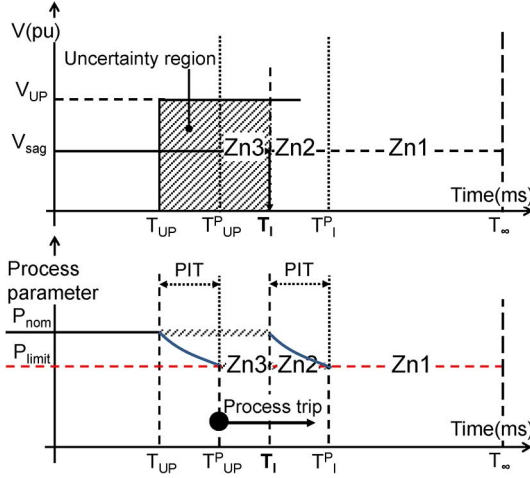 V(pu)
Uncertainty region
V_UP
V_sag
Zn3 Zn2 Zn1
Time(ms)
T_UP T^P_UP T_I T^P_I T_∞
Process parameter
PIT PIT
P_nom
P_limit
Zn3 Zn2 Zn1
Process trip
Time(ms)
T_UP T^P_UP T_I T^P_I T_∞